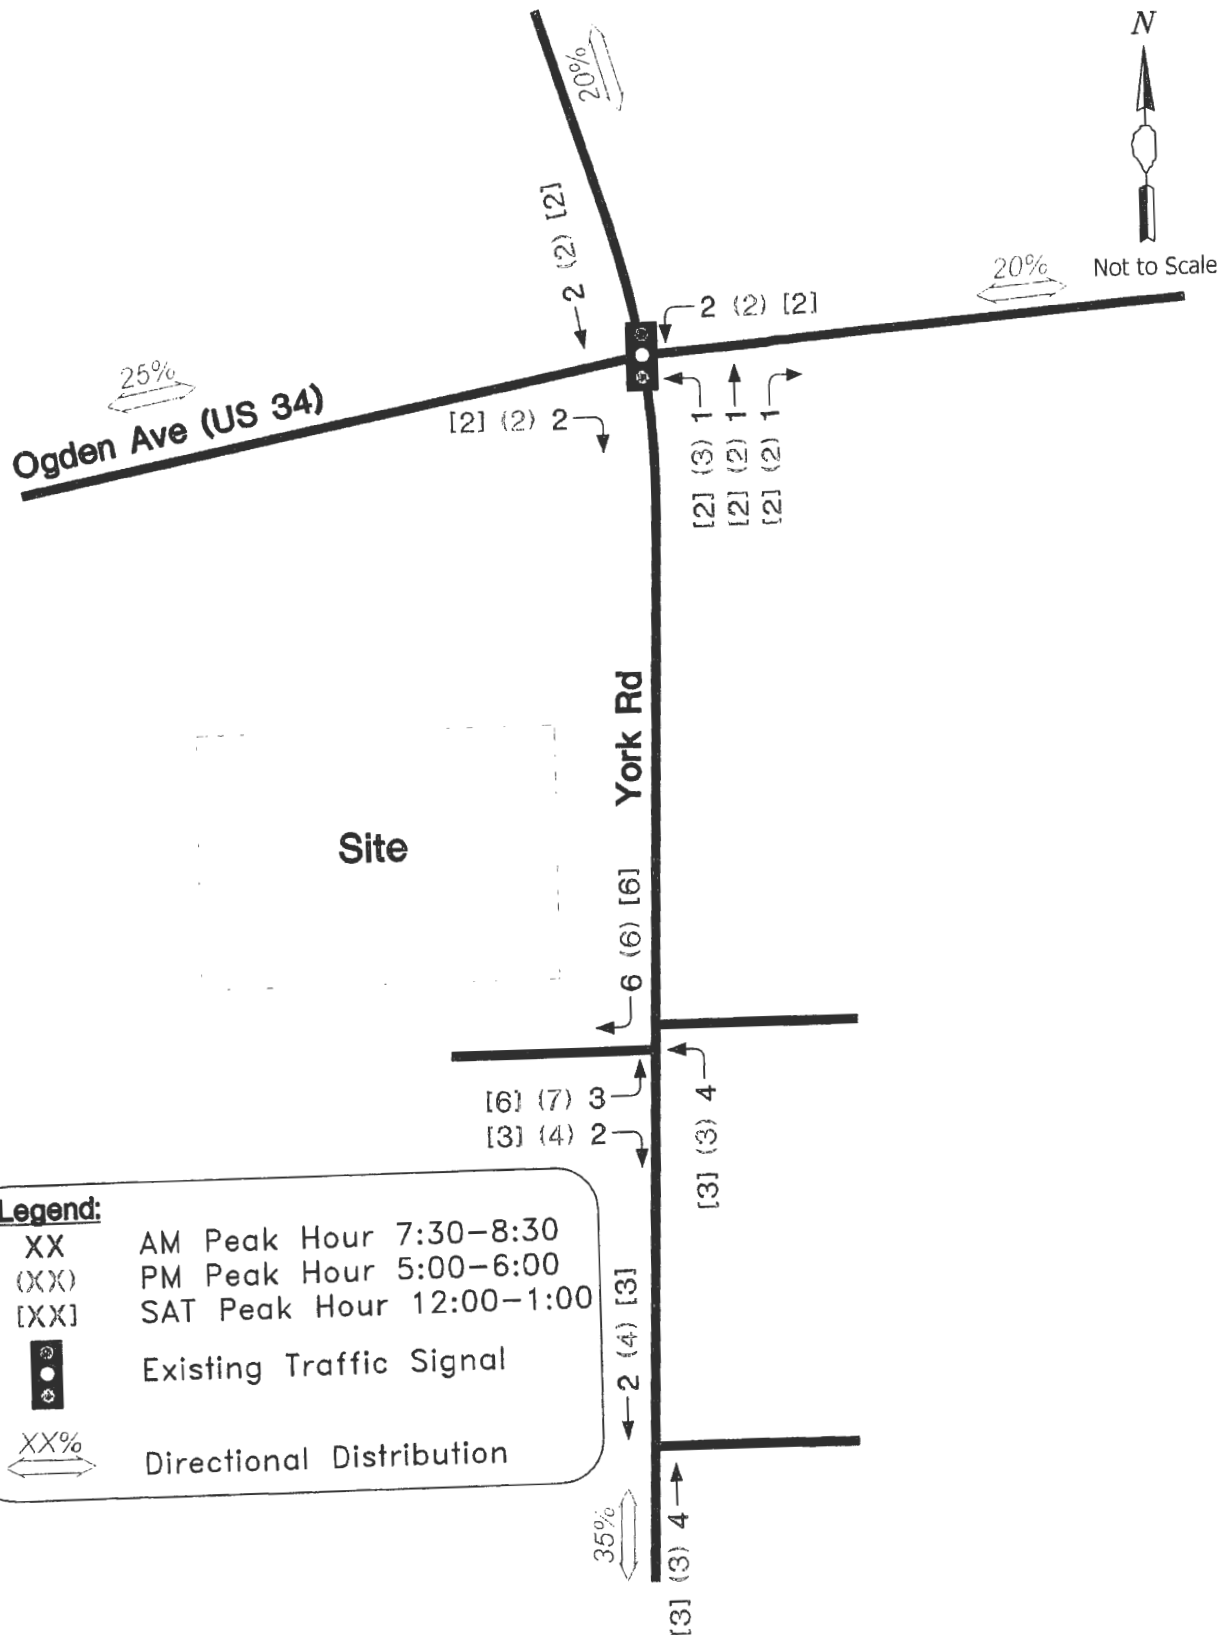 N
Not to Scale
20%
2 (2) [2]
20%
2 (2) [2]
25%
Ogden Ave (US 34)
[2] (2) 2
[2] (3) 1
[2] (2) 1
[2] (2) 1
York Rd
Site
6 (6) [6]
[6] (7) 3
[3] (4) 2
[3] (3) 4
Legend:
XX AM Peak Hour 7:30-8:30
(XX) PM Peak Hour 5:00-6:00
[XX] SAT Peak Hour 12:00-1:00
Existing Traffic Signal
XX% Directional Distribution
2 (4) [3]
35%
[3] (3) 4